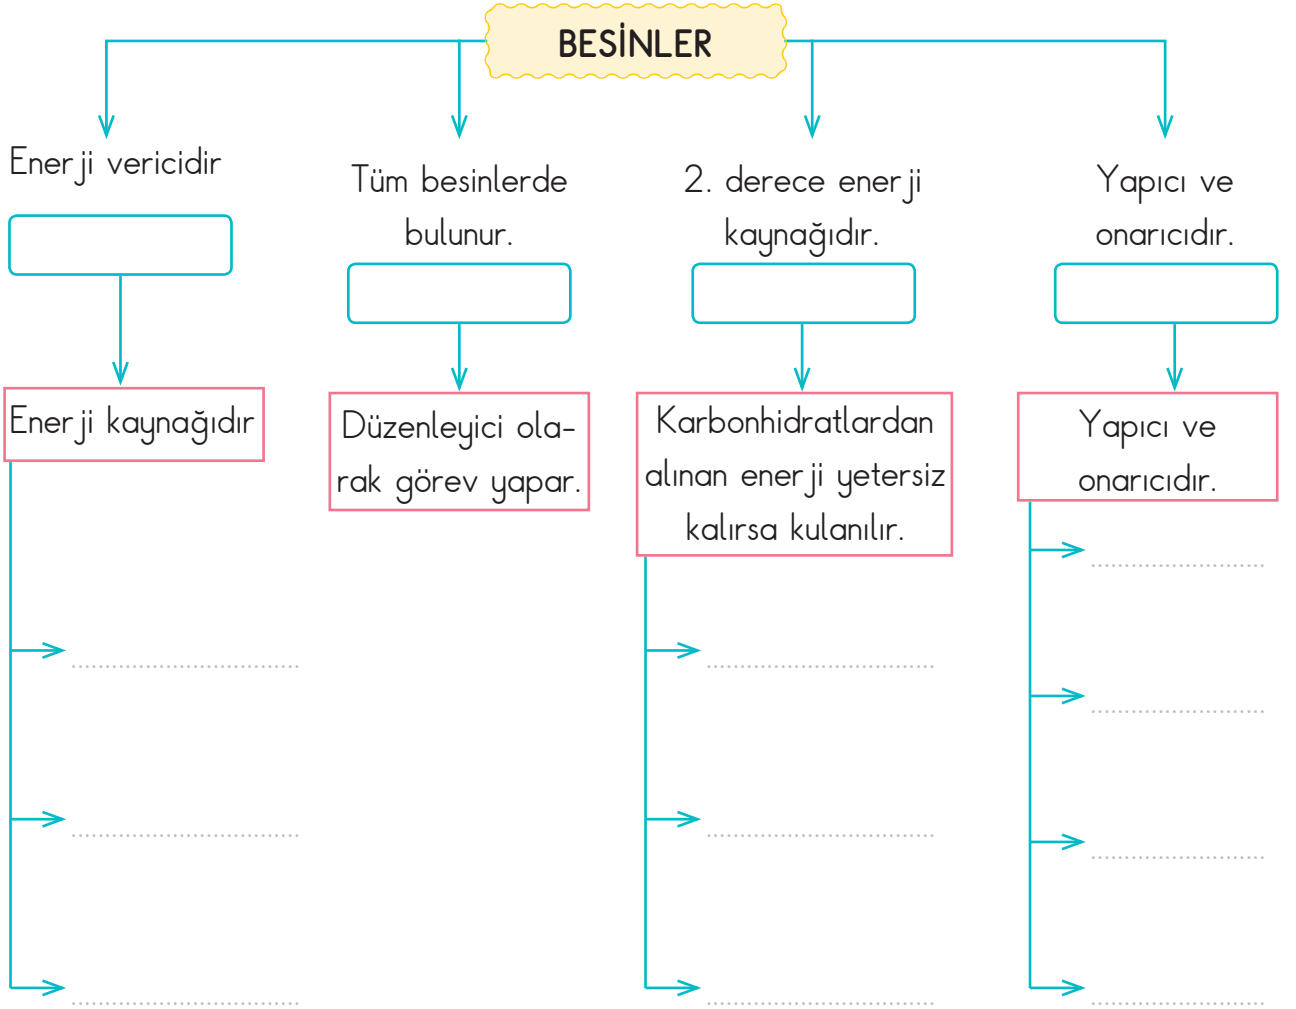 BESİNLER
Enerji vericidir
Tüm besinlerde
bulunur.
2. derece enerji
kaynağıdır.
Yapıcı ve
onarıcıdır.
Enerji kaynağıdır
Düzenleyici ola-
rak görev yapar.
Karbonhidratlardan
alınan enerji yetersiz
kalırsa kulanılır.
Yapıcı ve
onarıcıdır.